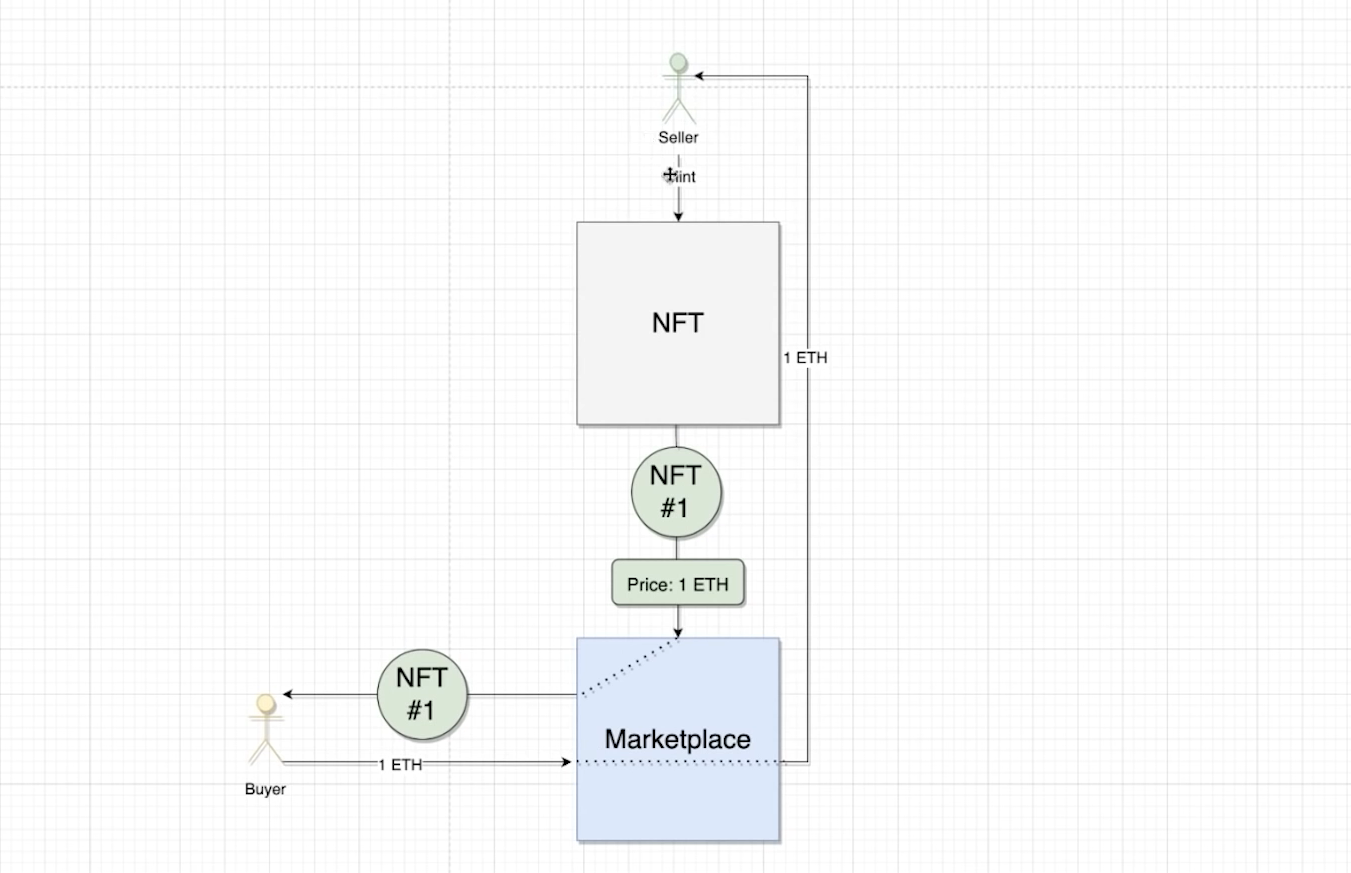 Seller
NFT
1 ETH
NFT
#1
Price: 1 ETH
NFT
#1
Marketplace
1 ETH
Buyer